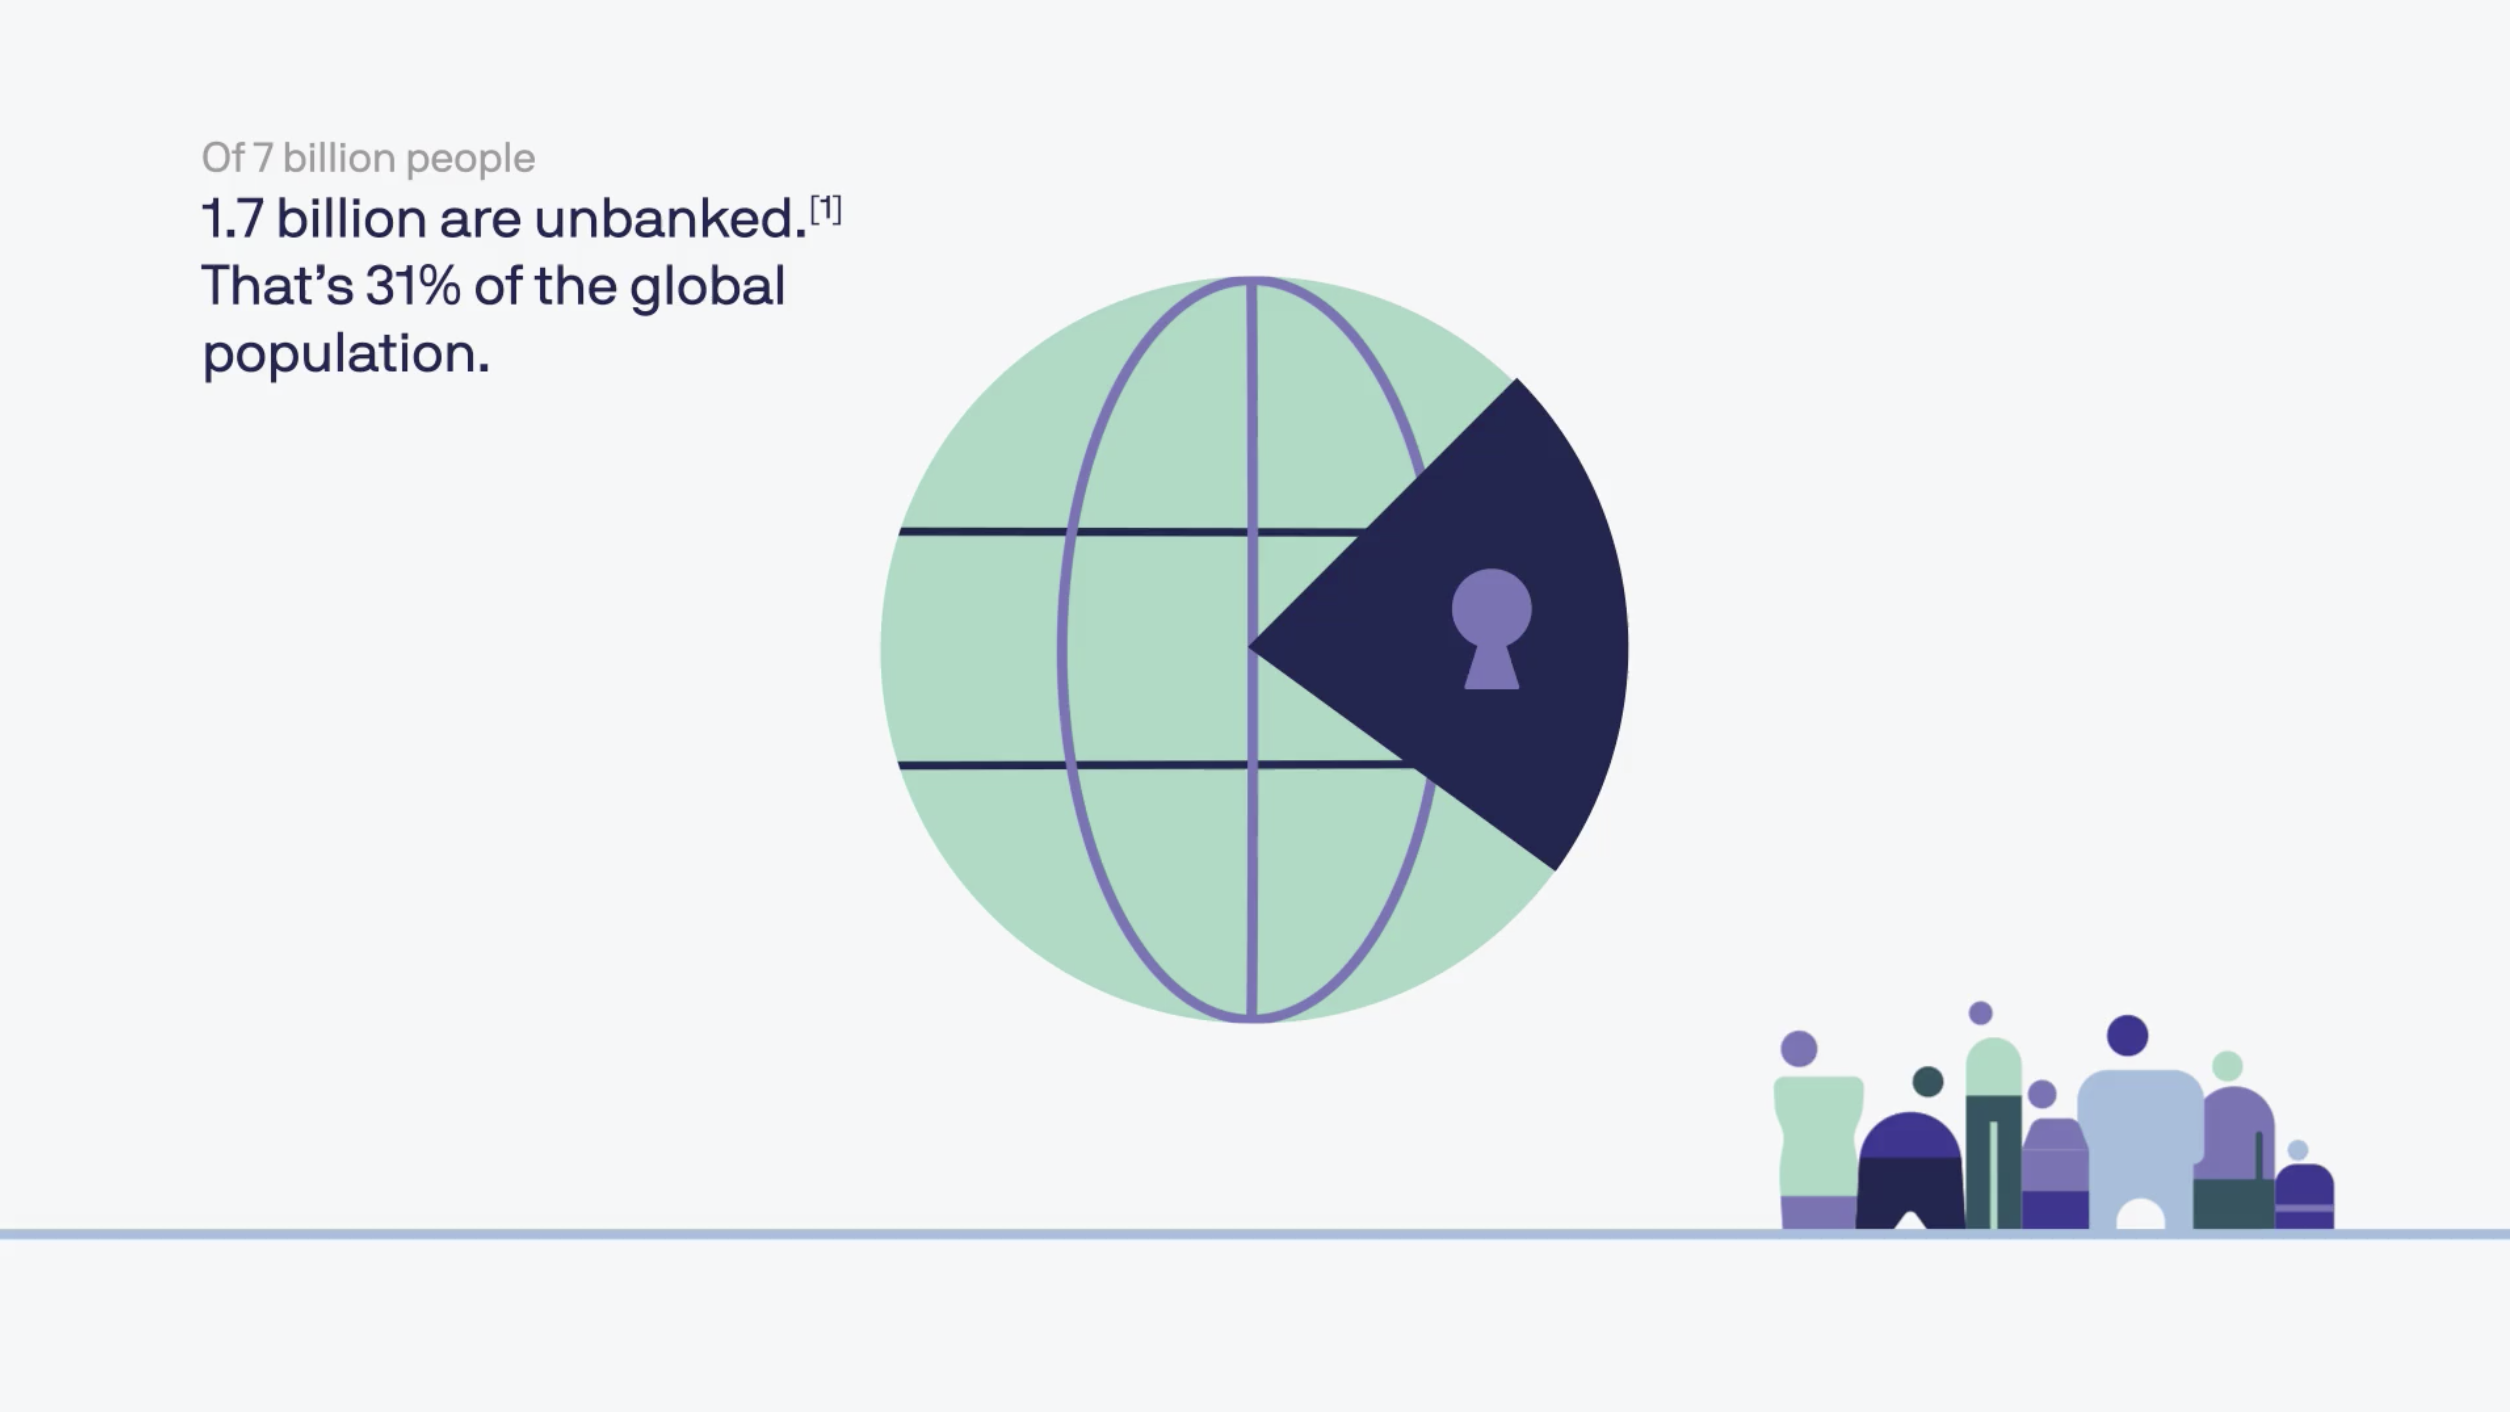 Of 7 billion people
1.7 billion are unbanked.[1]
That’s 31% of the global
population.